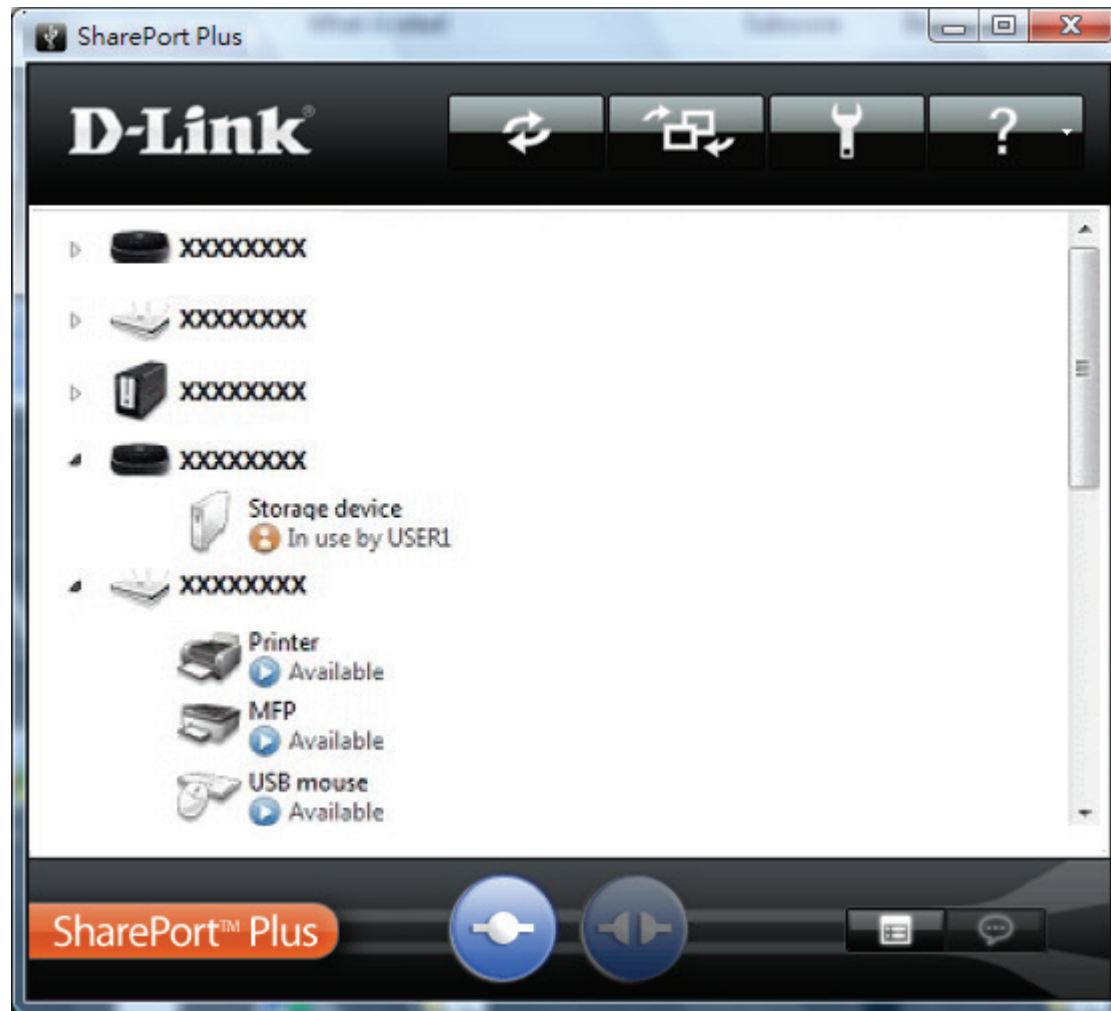 SharePort Plus
D-Link®
?
XXXXXXXX
XXXXXXXX
XXXXXXXX
XXXXXXXX
Storage device
In use by USER1
XXXXXXXX
Printer
Available
MFP
Available
USB mouse
Available
SharePort™ Plus